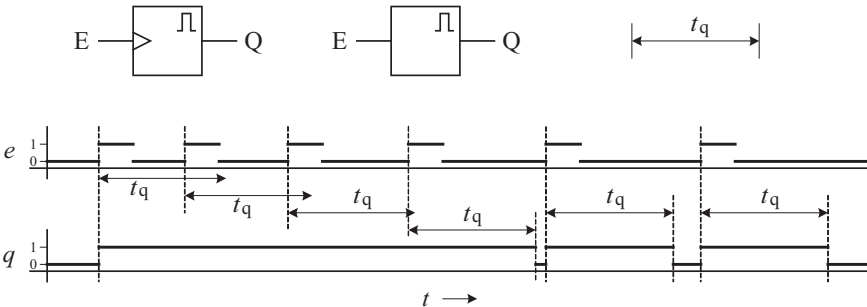 E Q E Q t_q
e 1 0
t_q t_q t_q t_q t_q t_q
q 1 0
t